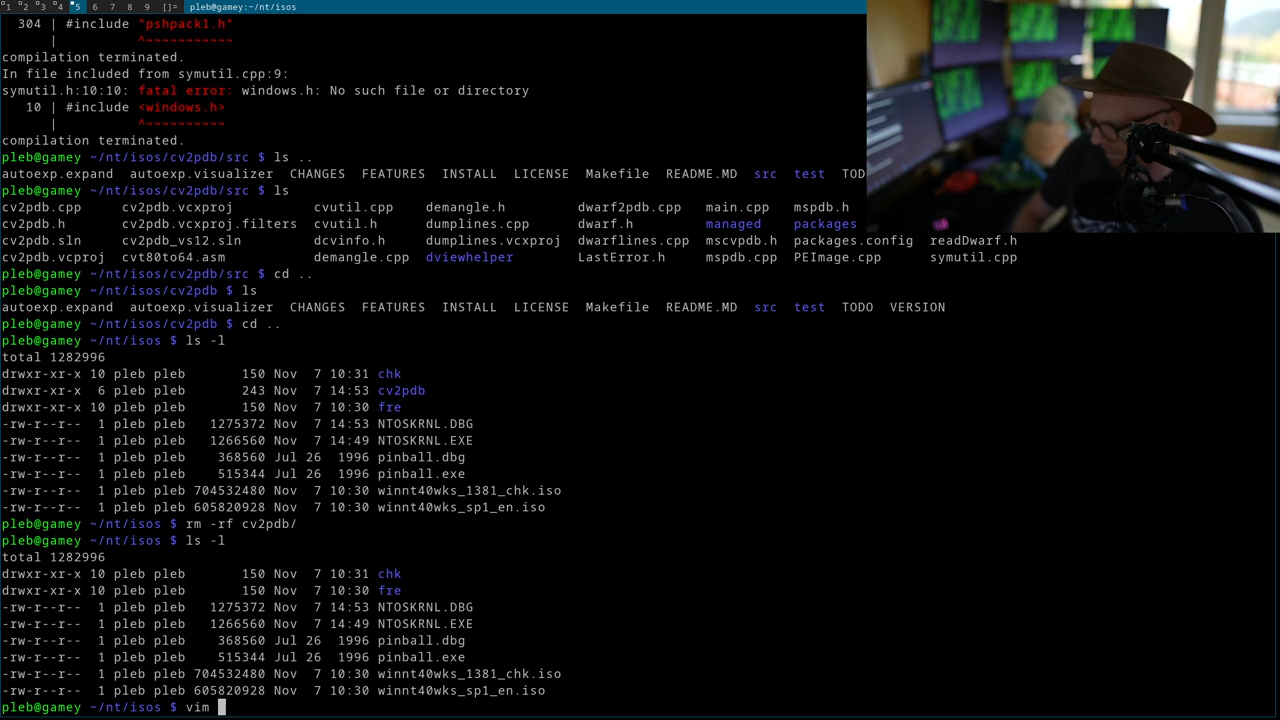 1 2 3 4 5 6 7 8 9 []= pleb@gamey:~/nt/isos
304 | #include "pshpack1.h"
| ^~~~~~~~~~~~
compilation terminated.
In file included from symutil.cpp:9:
symutil.h:10:10: fatal error: windows.h: No such file or directory
10 | #include <windows.h>
| ^~~~~~~~~~~
compilation terminated.
pleb@gamey ~/nt/isos/cv2pdb/src $ ls ..
autoexp.expand autoexp.visualizer CHANGES FEATURES INSTALL LICENSE Makefile README.MD src test TOD
pleb@gamey ~/nt/isos/cv2pdb/src $ ls
cv2pdb.cpp cv2pdb.vcxproj cvutil.cpp demangle.h dwarf2pdb.cpp main.cpp mspdb.h
cv2pdb.h cv2pdb.vcxproj.filters cvutil.h dumplines.cpp dwarf.h managed packages
cv2pdb.sln cv2pdb_vs12.sln dcvinfo.h dumplines.vcxproj dwarflines.cpp mscvpdb.h packages.config readDwarf.h
cv2pdb.vcproj cvt80to64.asm demangle.cpp dviewhelper LastError.h mspdb.cpp PEImage.cpp symutil.cpp
pleb@gamey ~/nt/isos/cv2pdb/src $ cd ..
pleb@gamey ~/nt/isos/cv2pdb $ ls
autoexp.expand autoexp.visualizer CHANGES FEATURES INSTALL LICENSE Makefile README.MD src test TODO VERSION
pleb@gamey ~/nt/isos/cv2pdb $ cd ..
pleb@gamey ~/nt/isos $ ls -l
total 1282996
drwxr-xr-x 10 pleb pleb 150 Nov 7 10:31 chk
drwxr-xr-x 6 pleb pleb 243 Nov 7 14:53 cv2pdb
drwxr-xr-x 10 pleb pleb 150 Nov 7 10:30 fre
-rw-r--r-- 1 pleb pleb 1275372 Nov 7 14:53 NTOSKRNL.DBG
-rw-r--r-- 1 pleb pleb 1266560 Nov 7 14:49 NTOSKRNL.EXE
-rw-r--r-- 1 pleb pleb 368560 Jul 26 1996 pinball.dbg
-rw-r--r-- 1 pleb pleb 515344 Jul 26 1996 pinball.exe
-rw-r--r-- 1 pleb pleb 704532480 Nov 7 10:30 winnt40wks_1381_chk.iso
-rw-r--r-- 1 pleb pleb 605820928 Nov 7 10:30 winnt40wks_sp1_en.iso
pleb@gamey ~/nt/isos $ rm -rf cv2pdb/
pleb@gamey ~/nt/isos $ ls -l
total 1282996
drwxr-xr-x 10 pleb pleb 150 Nov 7 10:31 chk
drwxr-xr-x 10 pleb pleb 150 Nov 7 10:30 fre
-rw-r--r-- 1 pleb pleb 1275372 Nov 7 14:53 NTOSKRNL.DBG
-rw-r--r-- 1 pleb pleb 1266560 Nov 7 14:49 NTOSKRNL.EXE
-rw-r--r-- 1 pleb pleb 368560 Jul 26 1996 pinball.dbg
-rw-r--r-- 1 pleb pleb 515344 Jul 26 1996 pinball.exe
-rw-r--r-- 1 pleb pleb 704532480 Nov 7 10:30 winnt40wks_1381_chk.iso
-rw-r--r-- 1 pleb pleb 605820928 Nov 7 10:30 winnt40wks_sp1_en.iso
pleb@gamey ~/nt/isos $ vim